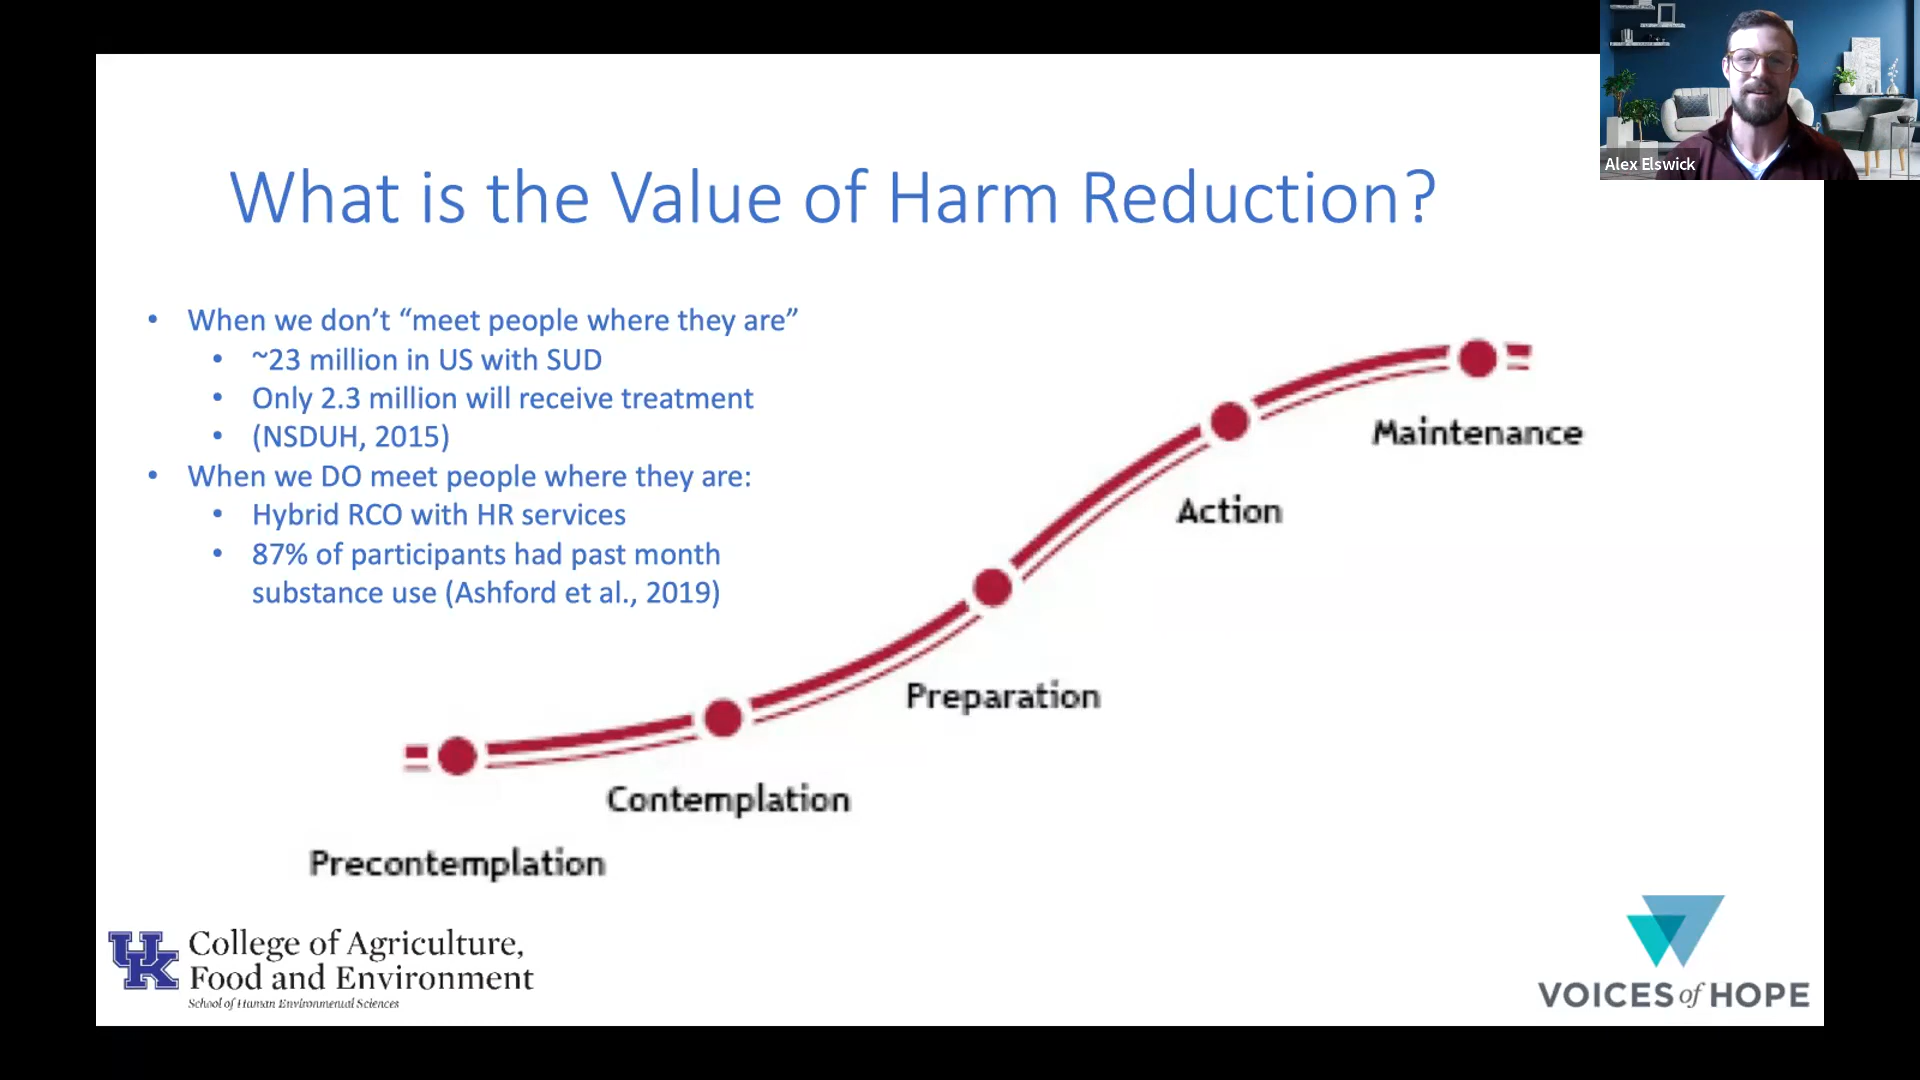 Alex Elswick
What is the Value of Harm Reduction?
• When we don’t “meet people where they are”
• ~23 million in US with SUD
• Only 2.3 million will receive treatment
• (NSDUH, 2015)
• When we DO meet people where they are:
• Hybrid RCO with HR services
• 87% of participants had past month
substance use (Ashford et al., 2019)
Maintenance
Action
Preparation
Contemplation
Precontemplation
UK
College of Agriculture,
Food and Environment
School of Human Environmental Sciences
VOICES of HOPE